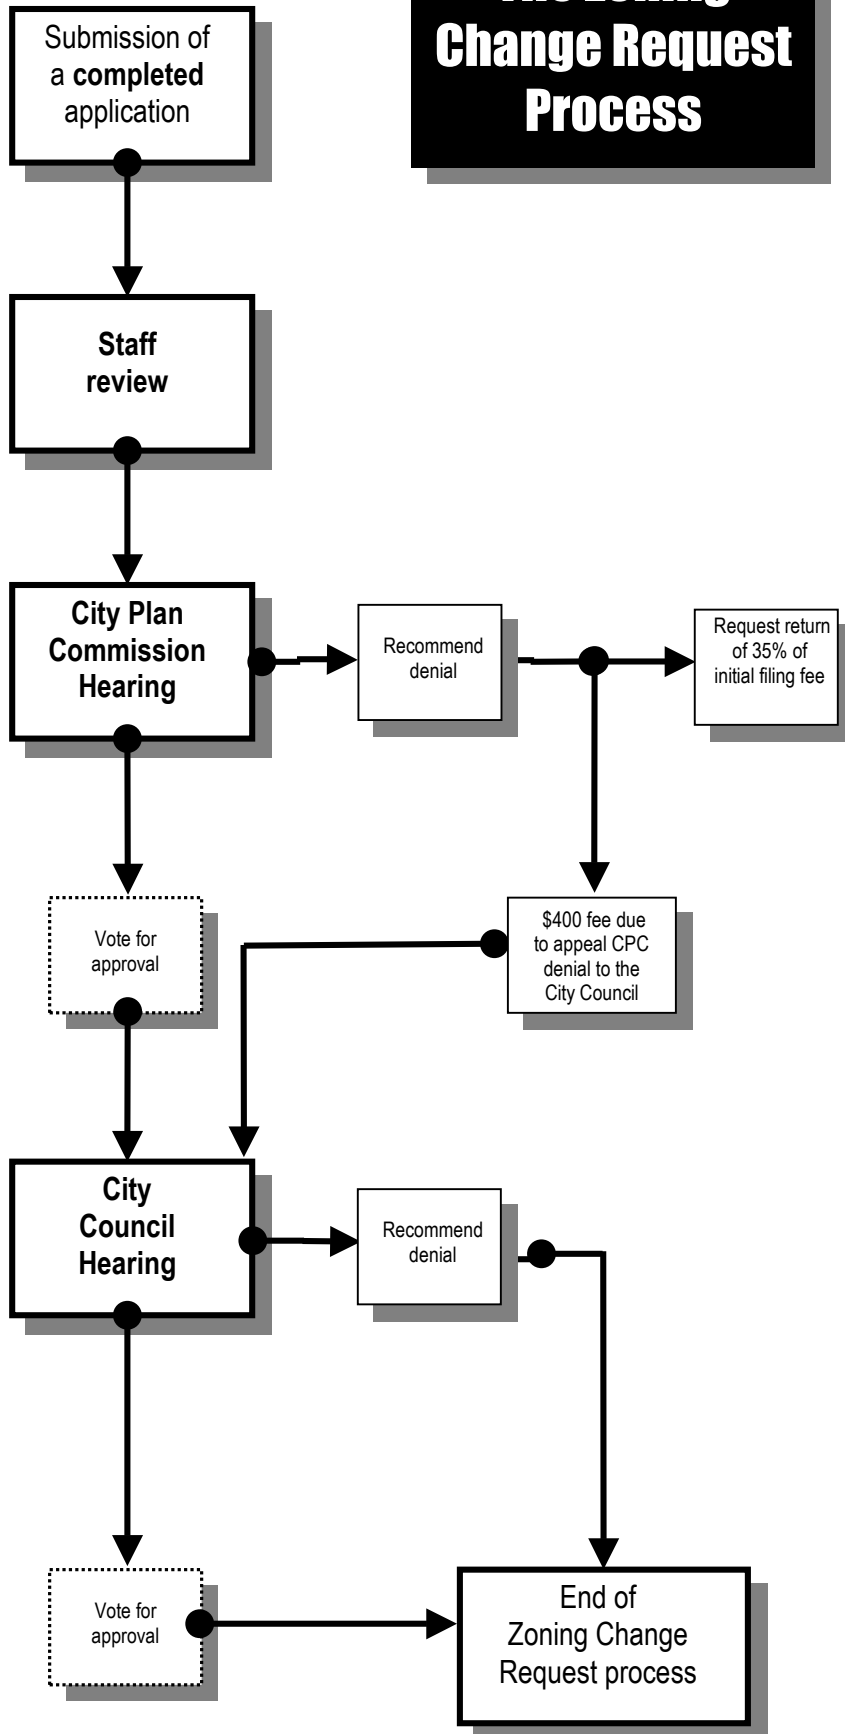 The Zoning
Change Request
Process
Submission of
a completed
application
Staff
review
City Plan
Commission
Hearing
Recommend
denial
Request return
of 35% of
initial filing fee
Vote for
approval
$400 fee due
to appeal CPC
denial to the
City Council
City
Council
Hearing
Recommend
denial
Vote for
approval
End of
Zoning Change
Request process